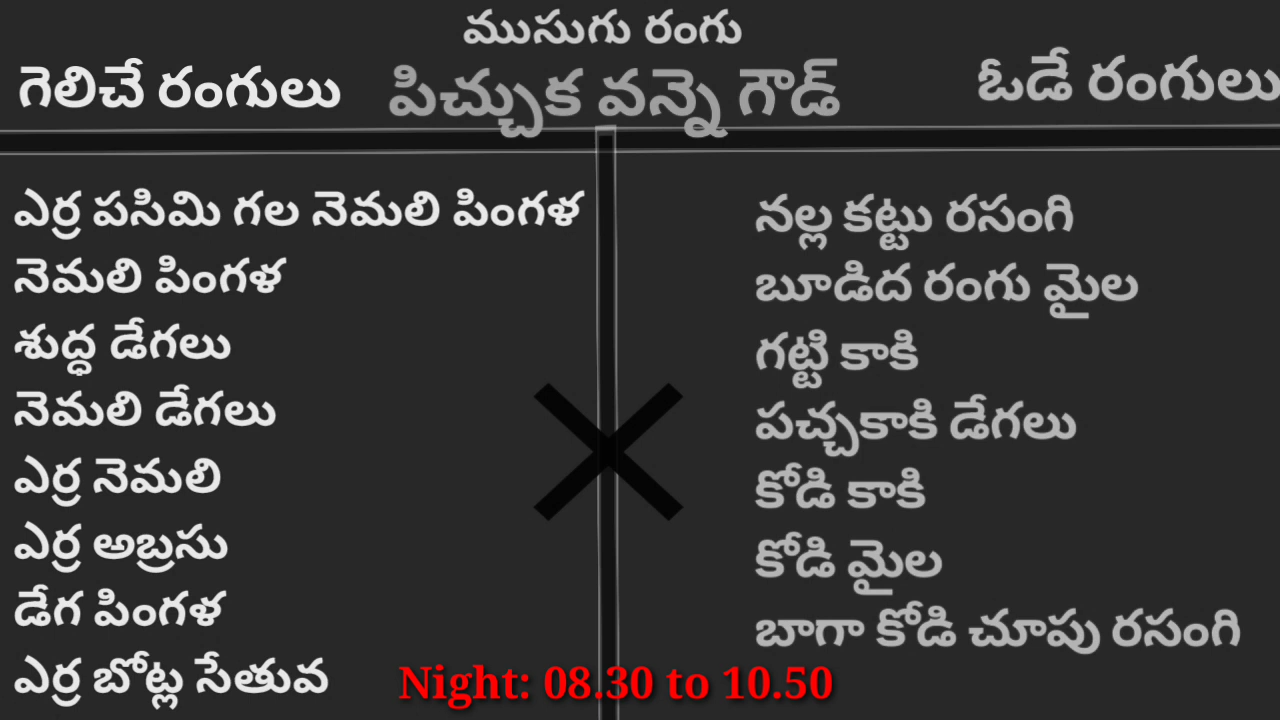 ముసుగు రంగు
గెలిచే రంగులు
పిచ్చుక వన్నె గౌడ్
ఓడే రంగులు
ఎర్ర పసిమి గల నెమలి పింగళ
నెమలి పింగళ
శుద్ధ డేగలు
నెమలి డేగలు
ఎర్ర నెమలి
ఎర్ర అబ్రసు
డేగ పింగళ
ఎర్ర బోట్ల సేతువ
నల్ల కట్టు రసంగి
బూడిద రంగు మైల
గట్టి కాకి
పచ్చకాకి డేగలు
కోడి కాకి
కోడి మైల
బాగా కోడి చూపు రసంగి
Night: 08.30 to 10.50